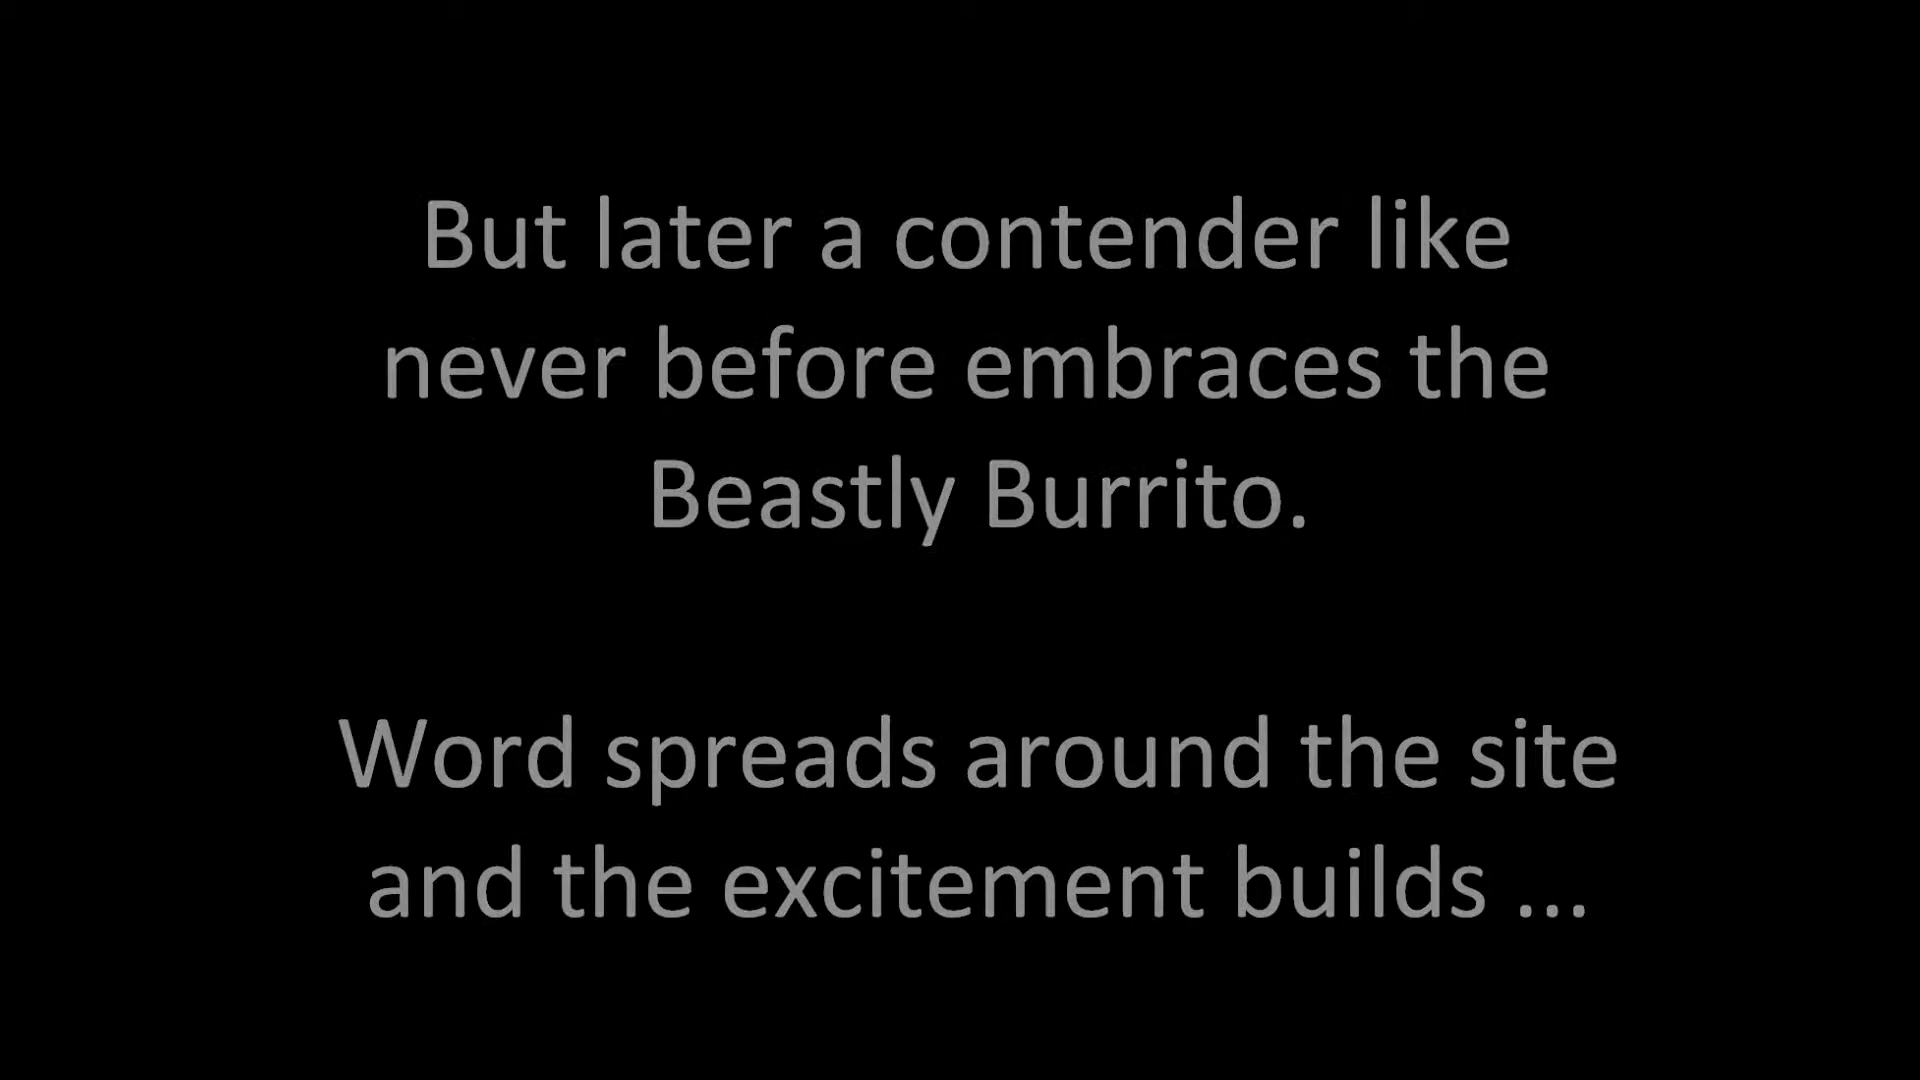 But later a contender like
never before embraces the
Beastly Burrito.
Word spreads around the site
and the excitement builds ...